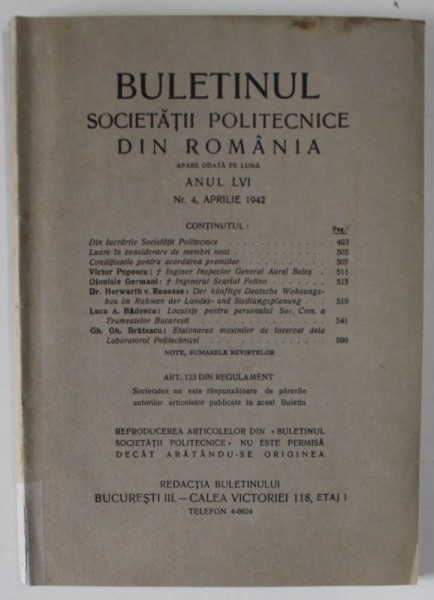 BULETINUL
SOCIETĂȚII POLITECNICE
DIN ROMÂNIA
APARE ODATĂ PE LUNĂ
ANUL LVI
Nr. 4, APRILIE 1942
CONȚINUTUL:
Pag.
Din lucrările Societății Politecnice . . . . . . . . . . . 493
Luare în considerare de membri noui . . . . . . . . . . 505
Condițiunile pentru acordarea premiilor . . . . . . . . . 507
Victor Popescu: † Inginer Inspector General Aurel Beleș . 511
Dionisie Germani: † Inginerul Scarlat Fotino . . . . . . 515
Dr. Herwarth v. Renesse: Der künftige Deutsche Wohnungs-
bau im Rahmen der Landes- und Siedlungsplanung . . . 519
Luca A. Bădescu: Locuințe pentru personalul Soc. Com. a
Tramvaielor București . . . . . . . . . . . . . 541
Gh. Gh. Brătescu: Etalonarea mașinilor de încercat dela
Laboratorul Politechnicei . . . . . . . . . . . . 590
NOTE, SUMARELE REVISTELOR
ART. 123 DIN REGULAMENT
Societatea nu este răspunzătoare de părerile
autorilor articolelor publicate în acest Buletin
REPRODUCEREA ARTICOLELOR DIN «BULETINUL
SOCIETĂȚII POLITECNICE» NU ESTE PERMISĂ
DECÂT ARĂTÂNDU-SE ORIGINEA
REDACȚIA BULETINULUI
BUCUREȘTI III. — CALEA VICTORIEI 118, ETAJ I
TELEFON 4-0624